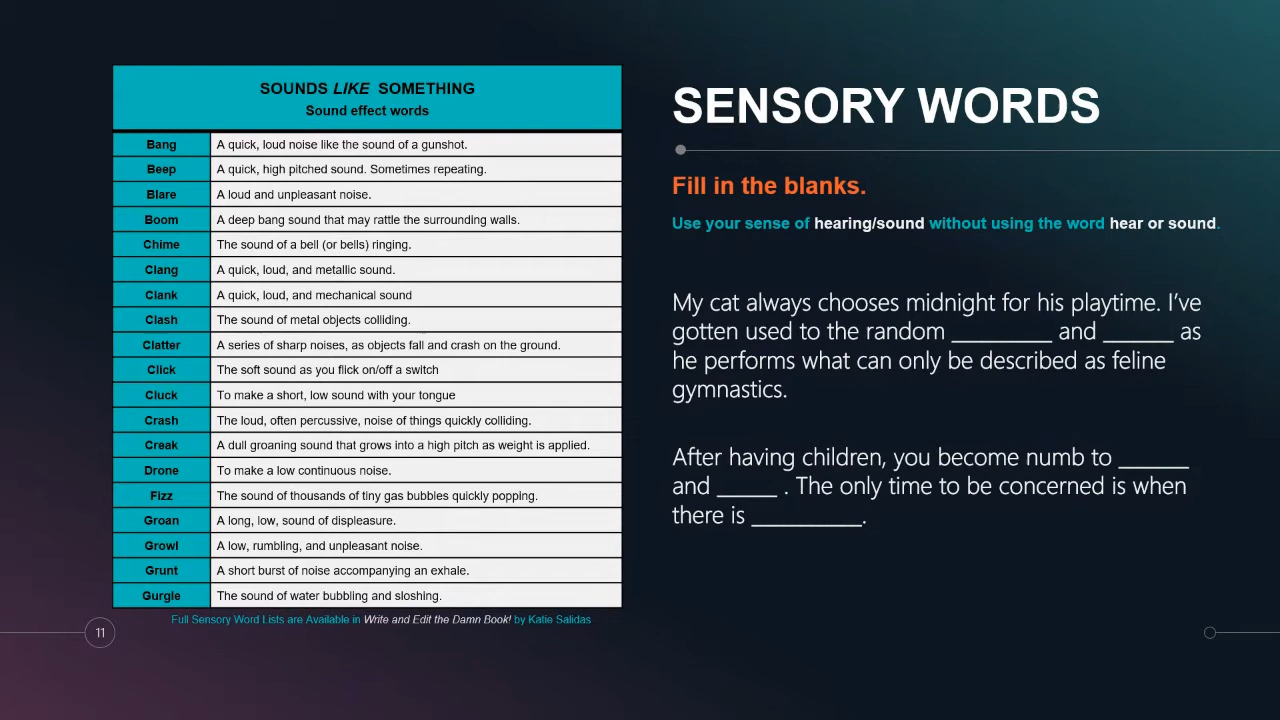 SOUNDS LIKE SOMETHING
Sound effect words
Bang A quick, loud noise like the sound of a gunshot.
Beep A quick, high pitched sound. Sometimes repeating.
Blare A loud and unpleasant noise.
Boom A deep bang sound that may rattle the surrounding walls.
Chime The sound of a bell (or bells) ringing.
Clang A quick, loud, and metallic sound.
Clank A quick, loud, and mechanical sound
Clash The sound of metal objects colliding.
Clatter A series of sharp noises, as objects fall and crash on the ground.
Click The soft sound as you flick on/off a switch
Cluck To make a short, low sound with your tongue
Crash The loud, often percussive, noise of things quickly colliding.
Creak A dull groaning sound that grows into a high pitch as weight is applied.
Drone To make a low continuous noise.
Fizz The sound of thousands of tiny gas bubbles quickly popping.
Groan A long, low, sound of displeasure.
Growl A low, rumbling, and unpleasant noise.
Grunt A short burst of noise accompanying an exhale.
Gurgle The sound of water bubbling and sloshing.
Full Sensory Word Lists are Available in Write and Edit the Damn Book! by Katie Salidas
11
SENSORY WORDS
Fill in the blanks.
Use your sense of hearing/sound without using the word hear or sound.
My cat always chooses midnight for his playtime. I've
gotten used to the random _________ and ______ as
he performs what can only be described as feline
gymnastics.
After having children, you become numb to ______
and _____ . The only time to be concerned is when
there is __________.